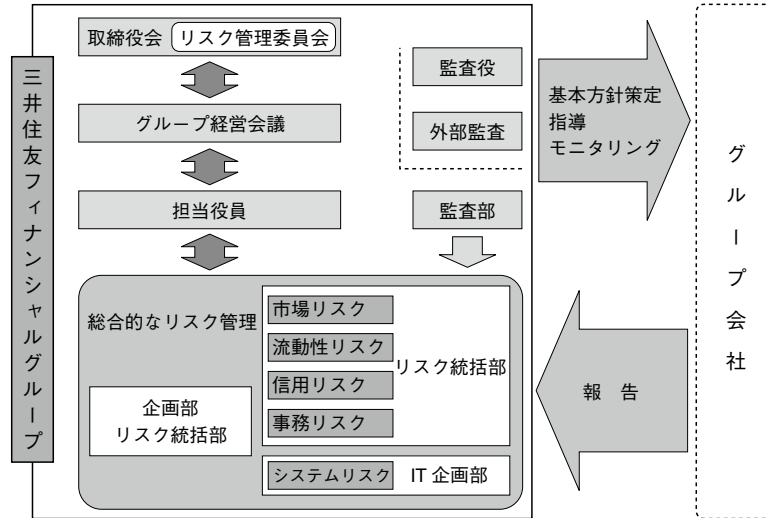 三井住友フィナンシャルグループ
取締役会 リスク管理委員会
グループ経営会議
担当役員
監査役
外部監査
監査部
総合的なリスク管理
企画部
リスク統括部
市場リスク
流動性リスク
信用リスク
事務リスク
リスク統括部
システムリスク IT 企画部
基本方針策定
指導
モニタリング
報 告
グループ会社